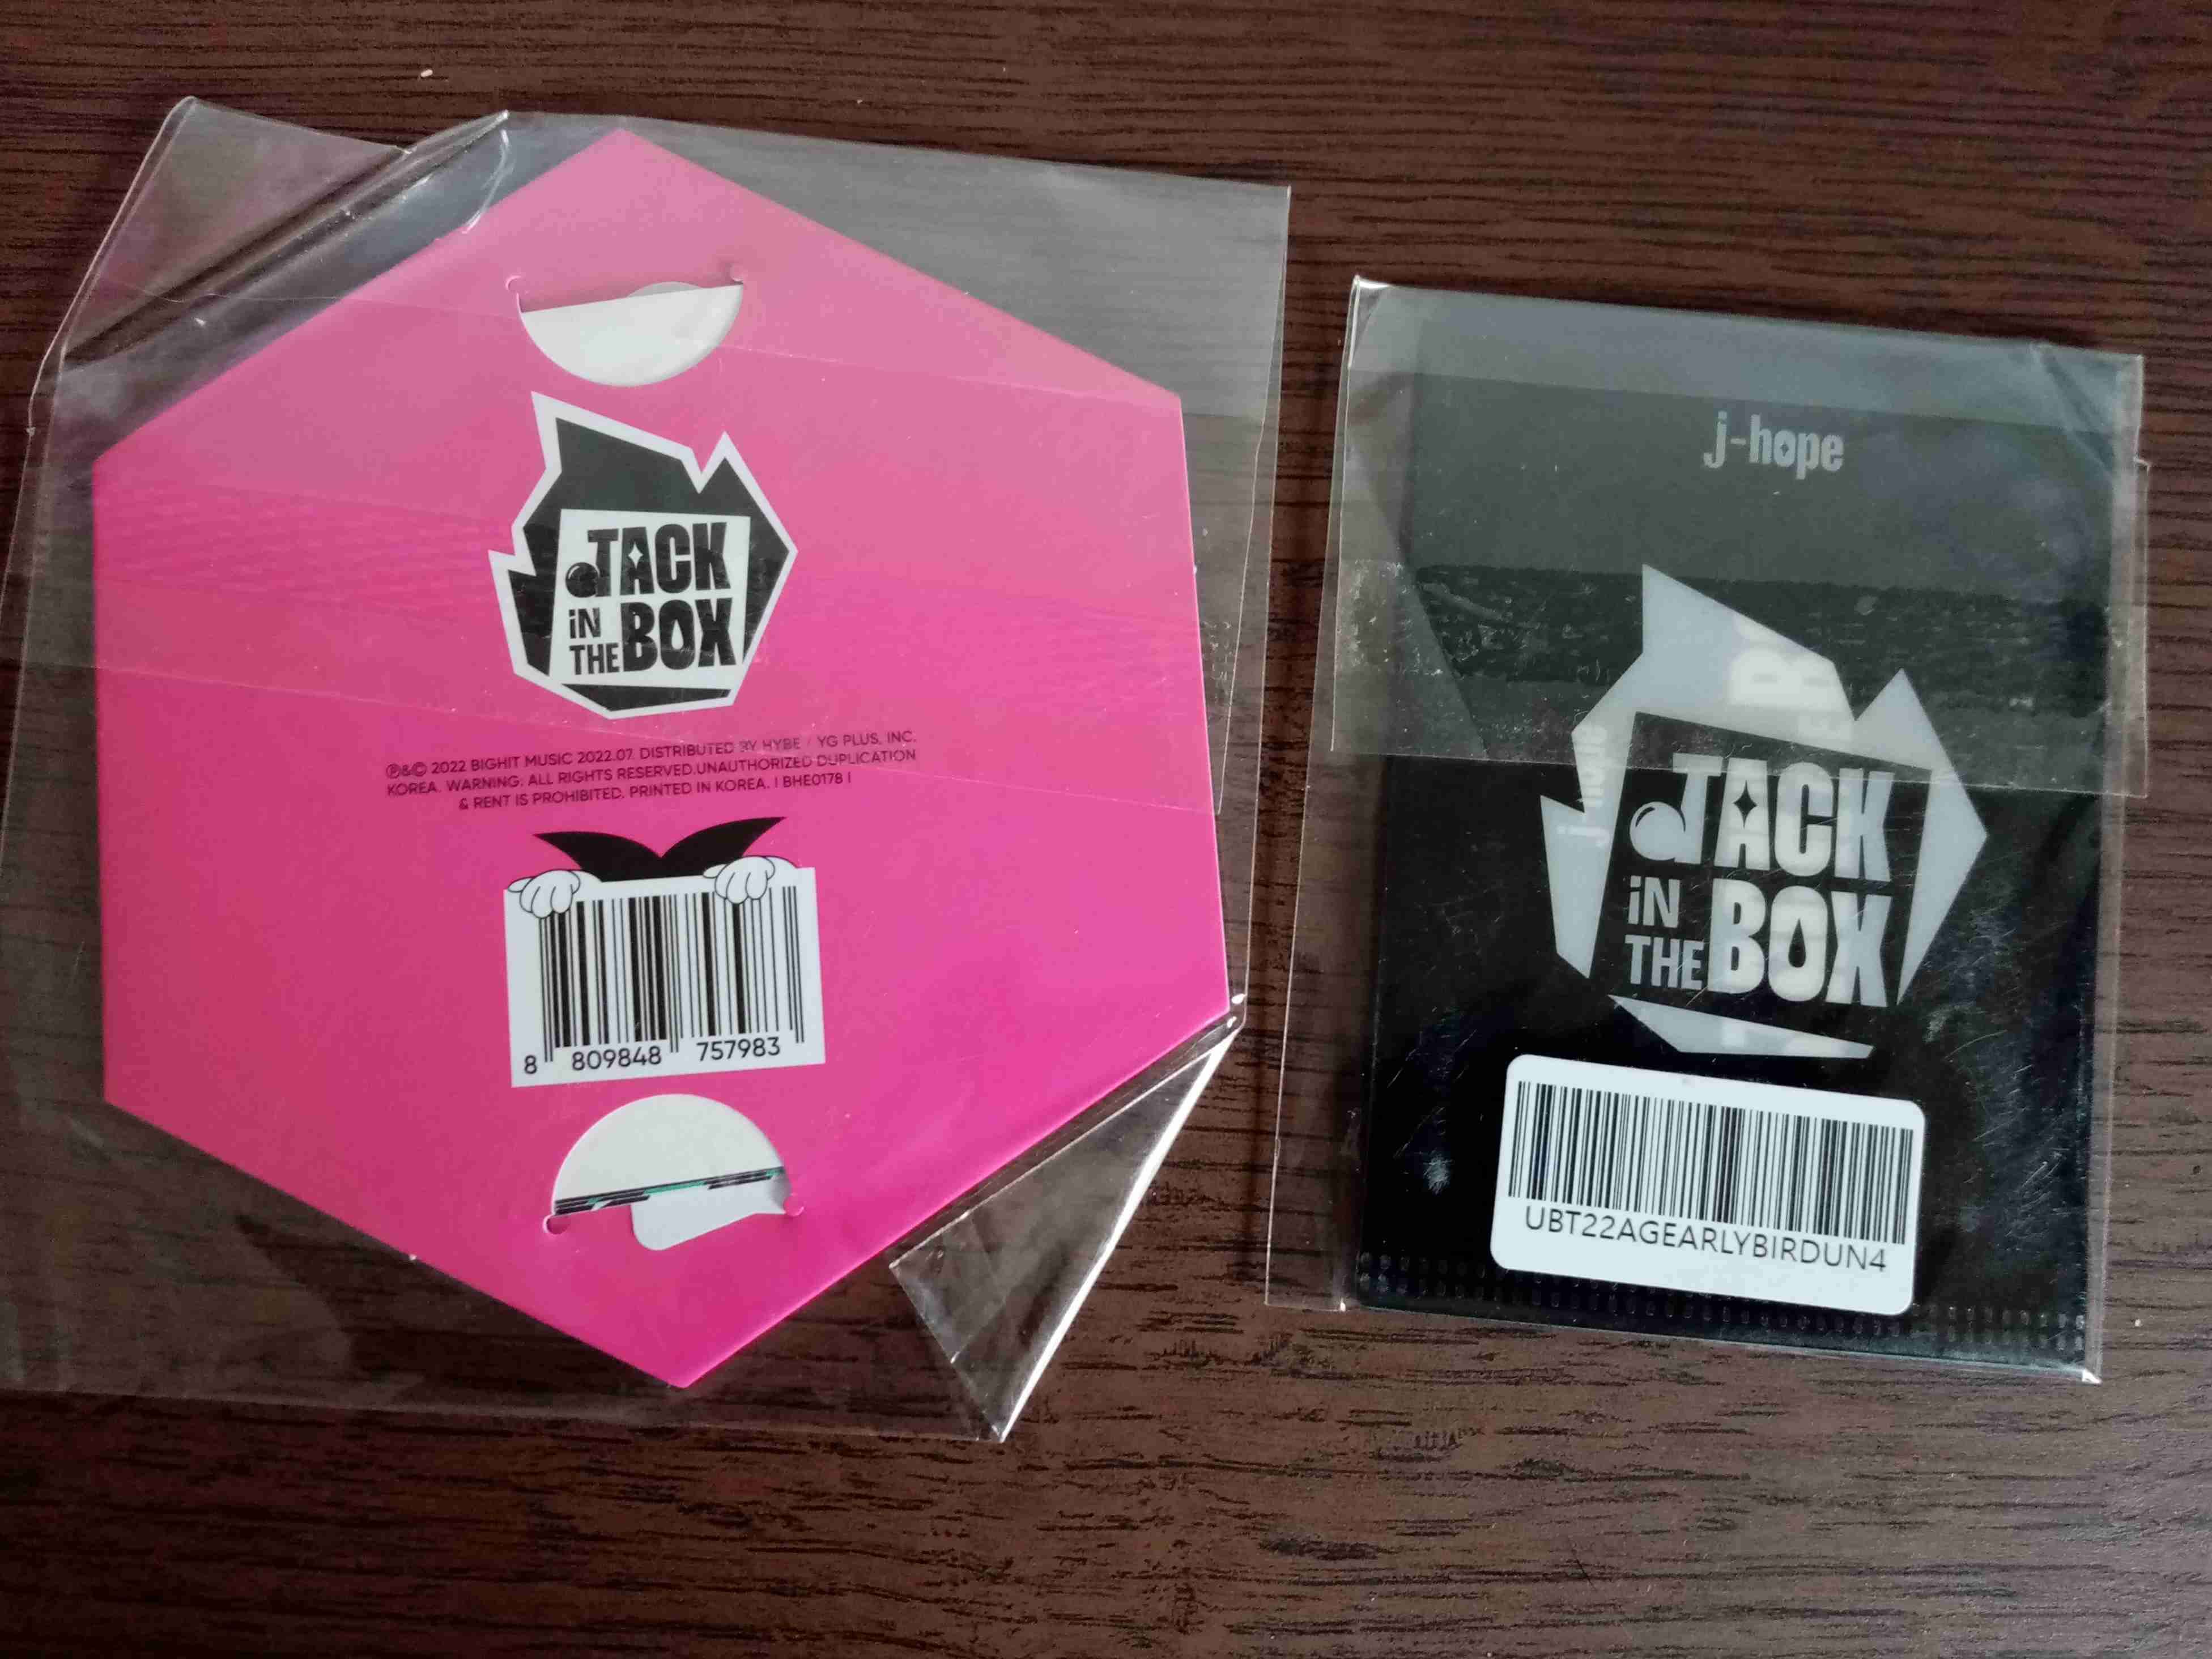 JACK
iN
THE BOX
℗&© 2022 BIGHIT MUSIC 2022.07. DISTRIBUTED BY HYBE / YG PLUS, INC.
KOREA. WARNING: ALL RIGHTS RESERVED.UNAUTHORIZED DUPLICATION
& RENT IS PROHIBITED. PRINTED IN KOREA. | BHE0178 |
8 809848 757983
j-hope
JACK
iN
THE BOX
UBT22AGEARLYBIRDUN4